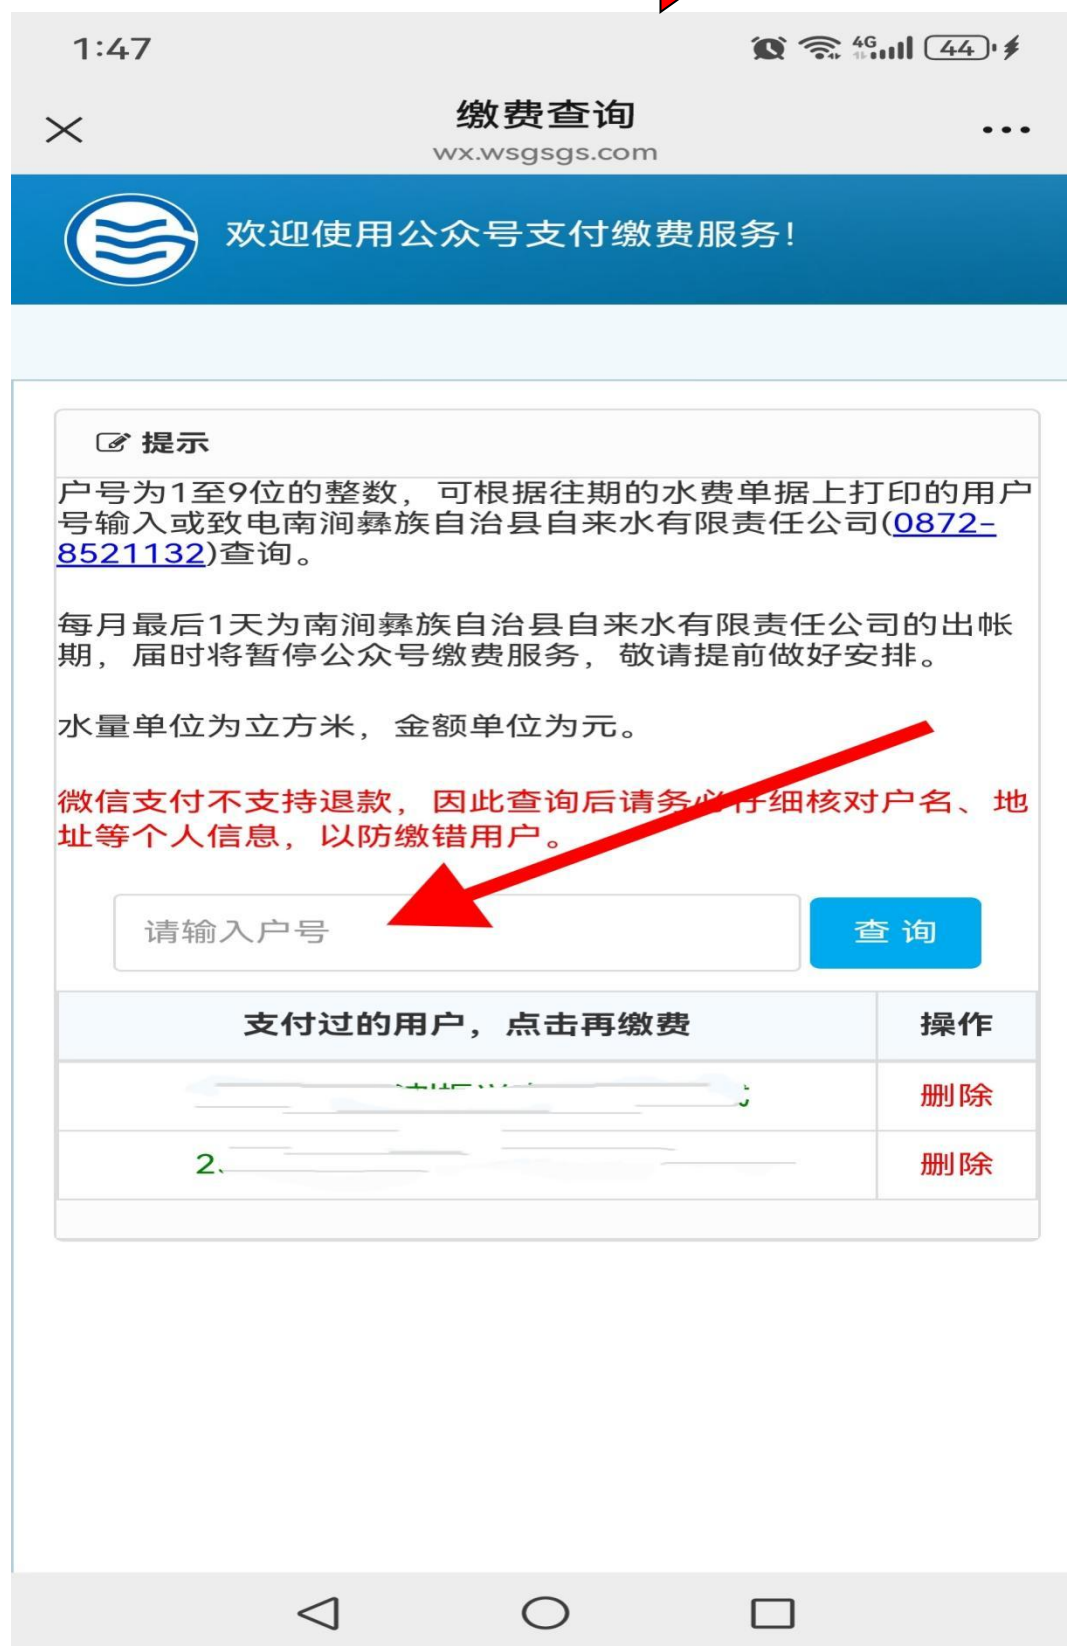 1:47
4G
44
缴费查询
wx.wsgsgs.com
欢迎使用公众号支付缴费服务!
提示
户号为1至9位的整数，可根据往期的水费单据上打印的用户
号输入或致电南涧彝族自治县自来水有限责任公司(0872-
8521132)查询。
每月最后1天为南涧彝族自治县自来水有限责任公司的出帐
期，届时将暂停公众号缴费服务，敬请提前做好安排。
水量单位为立方米，金额单位为元。
微信支付不支持退款，因此查询后请务必仔细核对户名、地
址等个人信息，以防缴错用户。
请输入户号
查 询
支付过的用户，点击再缴费 操作
删除
2、 删除